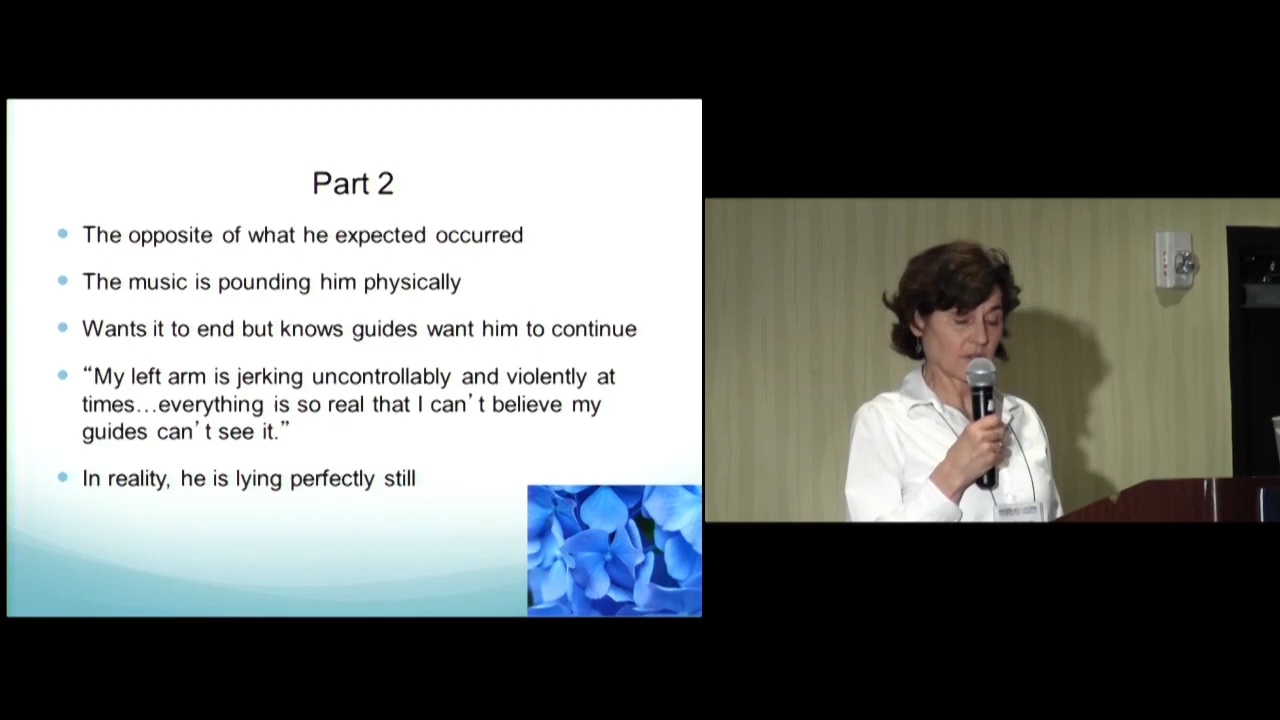 Part 2
The opposite of what he expected occurred
The music is pounding him physically
Wants it to end but knows guides want him to continue
“My left arm is jerking uncontrollably and violently at
times…everything is so real that I can’t believe my
guides can’t see it.”
In reality, he is lying perfectly still